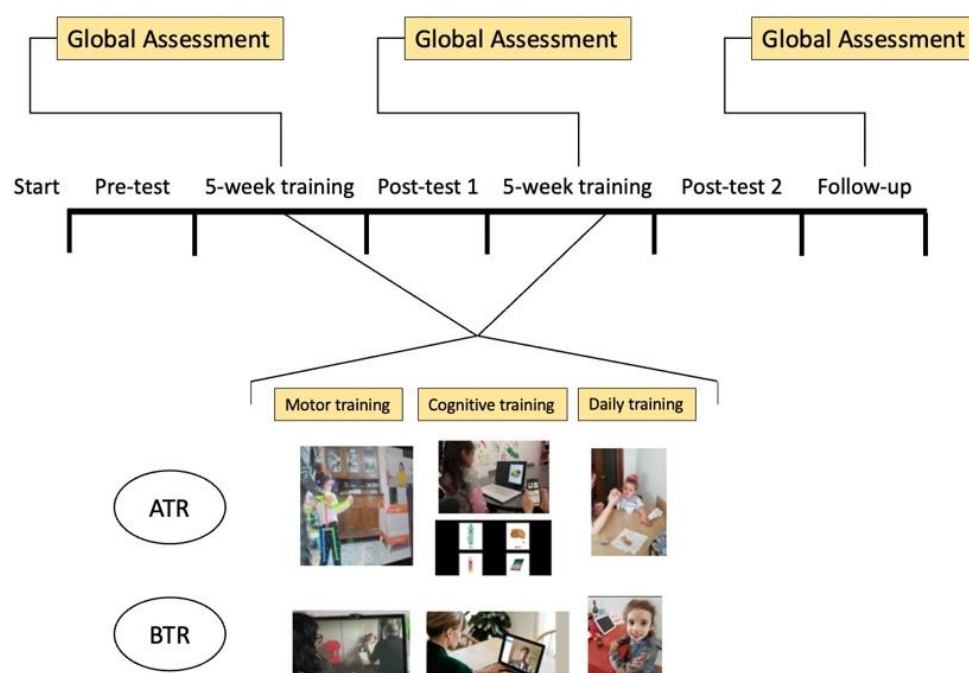 Global Assessment Global Assessment Global Assessment
Start Pre-test 5-week training Post-test 1 5-week training Post-test 2 Follow-up
Motor training Cognitive training Daily training
ATR
BTR